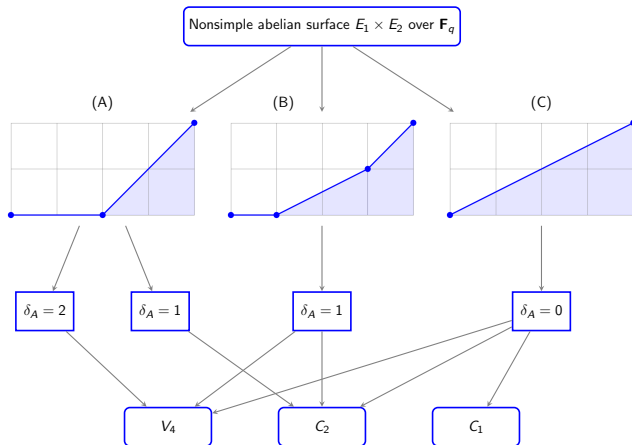 Nonsimple abelian surface E₁ × E₂ over F_q
(A) (B) (C)
δ_A = 2 δ_A = 1 δ_A = 1 δ_A = 0
V₄ C₂ C₁